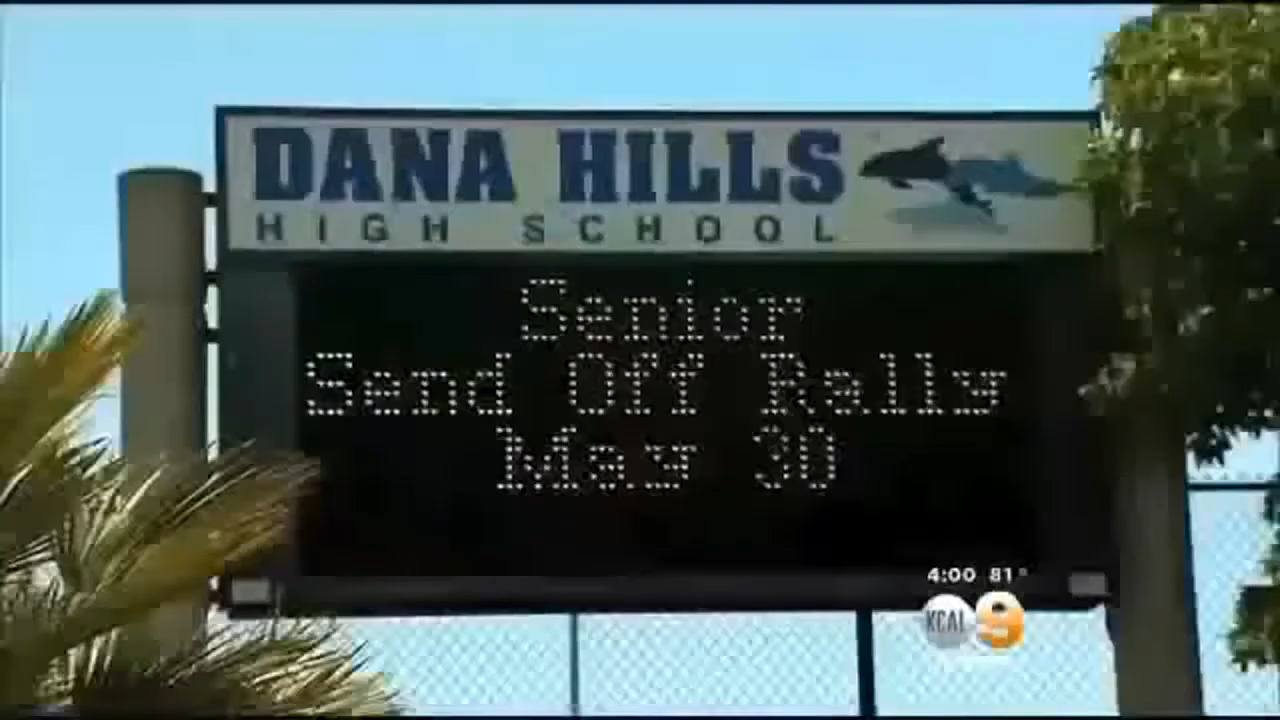 DANA HILLS
HIGH SCHOOL
Senior
Send Off Rally
May 30
4:00 81°
KCAL 9